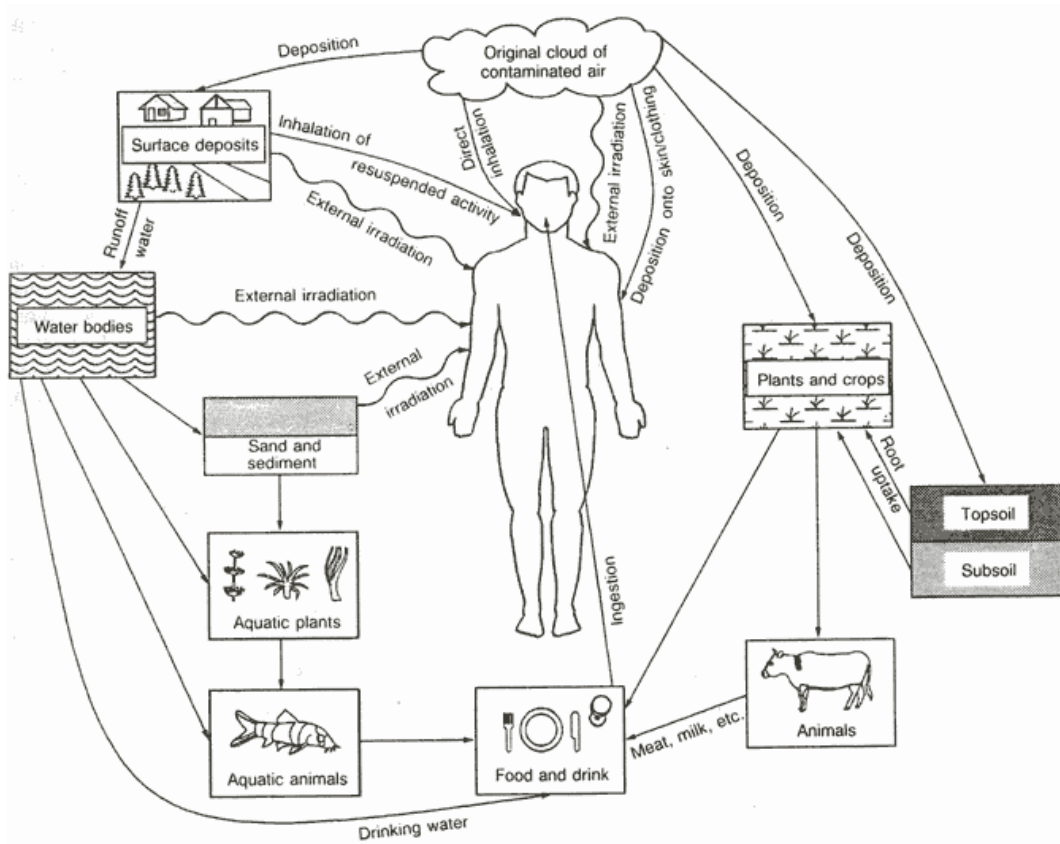 Deposition
Original cloud of
contaminated air
Surface deposits
Inhalation of
resuspended activity
Direct
inhalation
External irradiation
Deposition onto skin/clothing
Deposition
Deposition
External irradiation
Runoff
water
Water bodies
External irradiation
External
irradiation
Plants and crops
Sand and
sediment
Root
uptake
Topsoil
Subsoil
Aquatic plants
Ingestion
Aquatic animals
Food and drink
Meat, milk, etc.
Animals
Drinking water